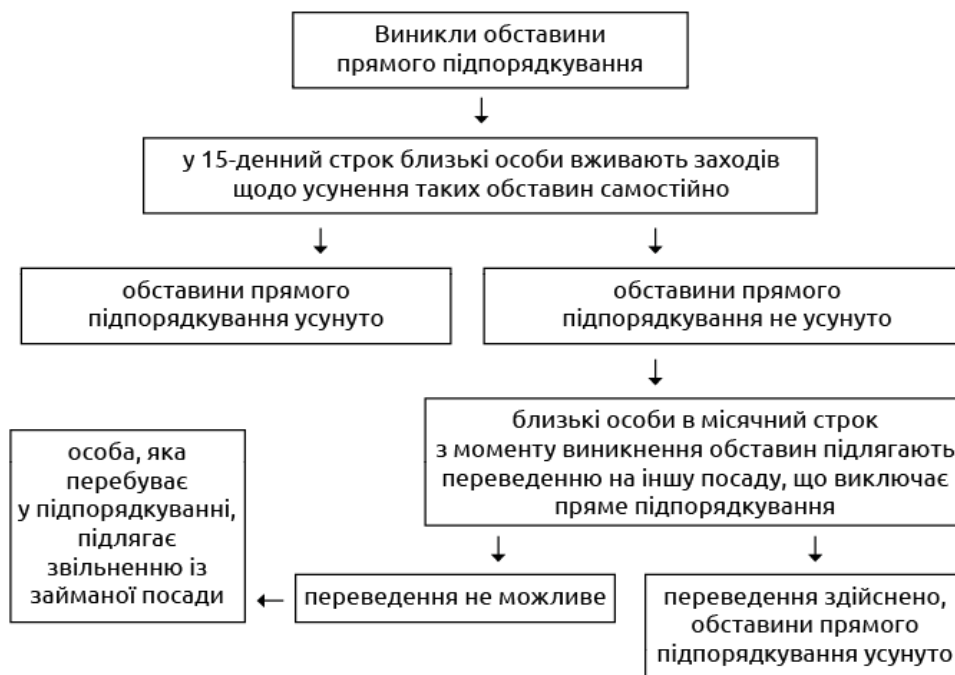 Виникли обставини
прямого підпорядкування
у 15-денний строк близькі особи вживають заходів
щодо усунення таких обставин самостійно
обставини прямого
підпорядкування усунуто
обставини прямого
підпорядкування не усунуто
близькі особи в місячний строк
з моменту виникнення обставин підлягають
переведенню на іншу посаду, що виключає
пряме підпорядкування
переведення не можливе
особа, яка
перебуває
у підпорядкуванні,
підлягає
звільненню із
займаної посади
переведення здійснено,
обставини прямого
підпорядкування усунуто